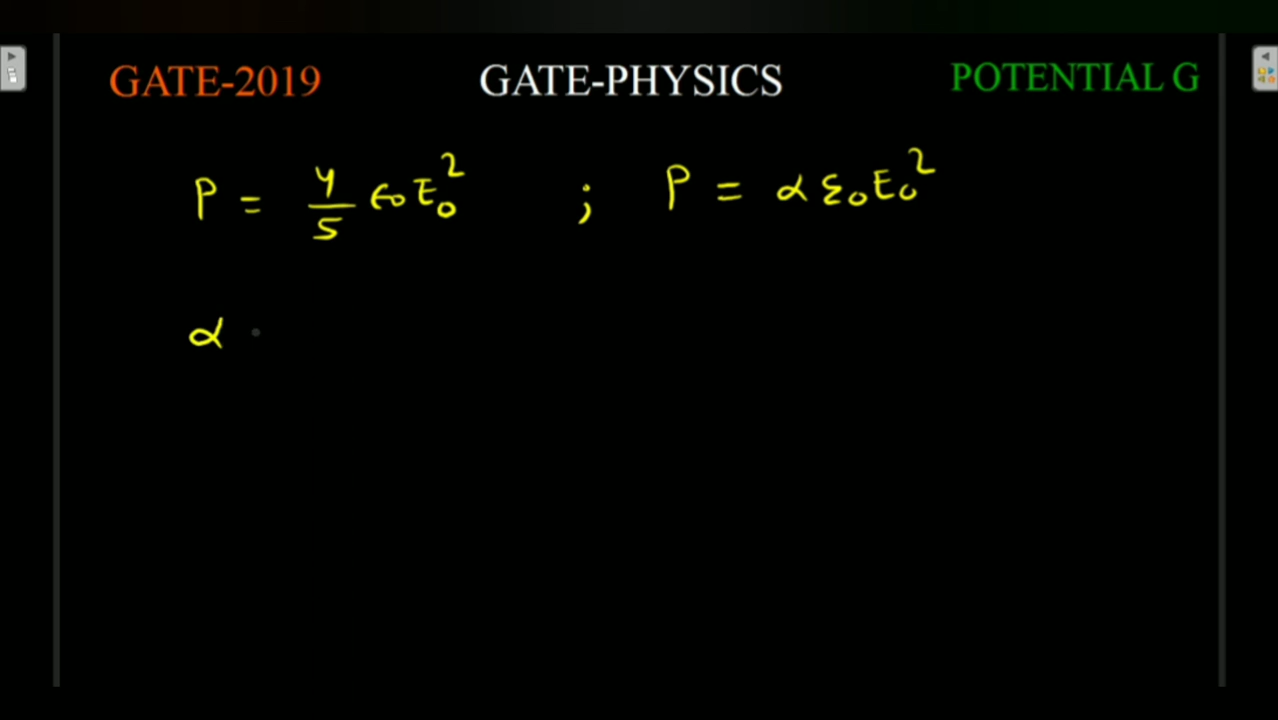 GATE-2019 GATE-PHYSICS POTENTIAL G
P = 4/5 ε₀E₀² ; P = α ε₀E₀²
α